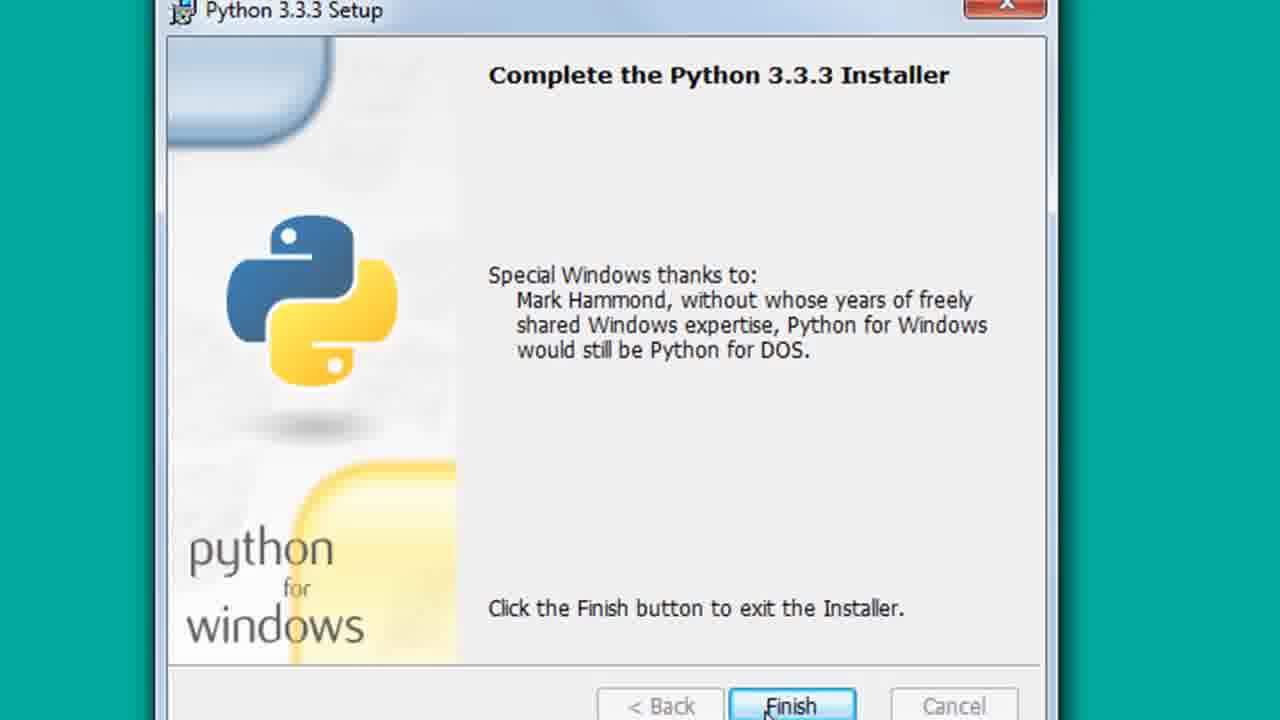 Python 3.3.3 Setup
Complete the Python 3.3.3 Installer
Special Windows thanks to:
Mark Hammond, without whose years of freely
shared Windows expertise, Python for Windows
would still be Python for DOS.
python
for
windows
Click the Finish button to exit the Installer.
< Back
Finish
Cancel